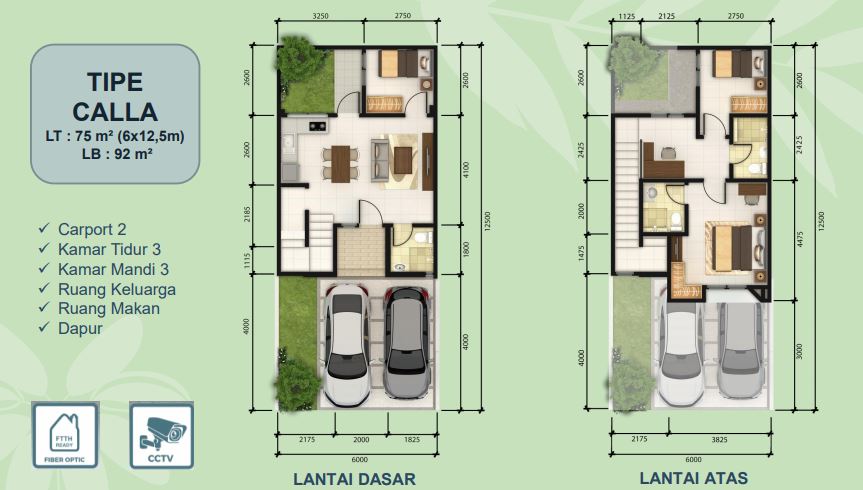 TIPE
CALLA
LT : 75 m² (6x12,5m)
LB : 92 m²
✓ Carport 2
✓ Kamar Tidur 3
✓ Kamar Mandi 3
✓ Ruang Keluarga
✓ Ruang Makan
✓ Dapur
FTTH
READY
FIBER OPTIC
CCTV
3250
2750
2600
2600
2185
1115
4000
2600
4100
1800
4000
12500
2175
2000
1825
6000
LANTAI DASAR
1125
2125
2750
2600
2425
2000
1475
4000
2600
2425
4475
3000
12500
2175
3825
6000
LANTAI ATAS